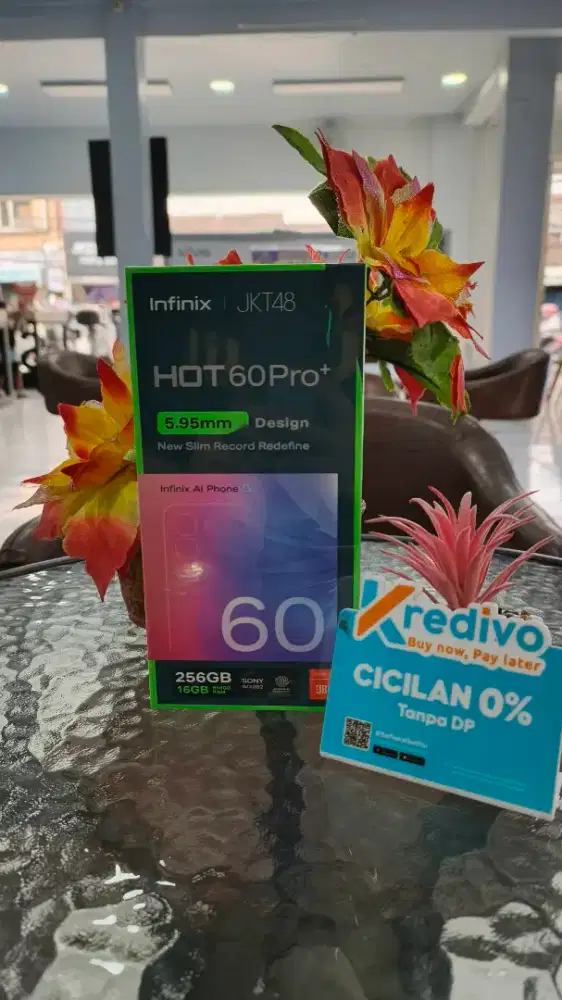 Infinix | JKT48
HOT 60 Pro+
5.95mm Design
New Slim Record Redefine
Infinix AI Phone
60
256GB
16GB
SONY
JB
Kredivo
Buy now, Pay later
CICILAN 0%
Tanpa DP